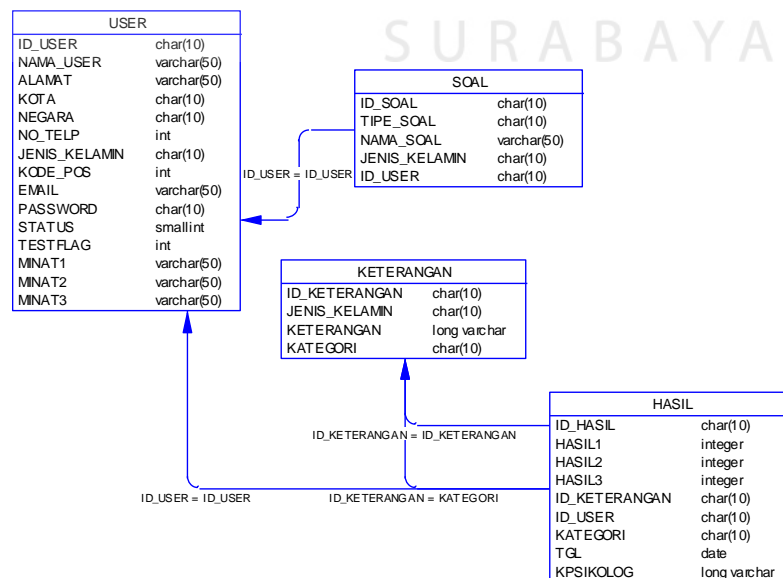 SURABAYA
USER
ID_USER char(10)
NAMA_USER varchar(50)
ALAMAT varchar(50)
KOTA char(10)
NEGARA char(10)
NO_TELP int
JENIS_KELAMIN char(10)
KODE_POS int
EMAIL varchar(50)
PASSWORD char(10)
STATUS smallint
TESTFLAG int
MINAT1 varchar(50)
MINAT2 varchar(50)
MINAT3 varchar(50)
SOAL
ID_SOAL char(10)
TIPE_SOAL char(10)
NAMA_SOAL varchar(50)
JENIS_KELAMIN char(10)
ID_USER char(10)
ID_USER = ID_USER
KETERANGAN
ID_KETERANGAN char(10)
JENIS_KELAMIN char(10)
KETERANGAN long varchar
KATEGORI char(10)
HASIL
ID_HASIL char(10)
HASIL1 integer
HASIL2 integer
HASIL3 integer
ID_KETERANGAN char(10)
ID_USER char(10)
KATEGORI char(10)
TGL date
KPSIKOLOG long varchar
ID_KETERANGAN = ID_KETERANGAN
ID_USER = ID_USER
ID_KETERANGAN = KATEGORI